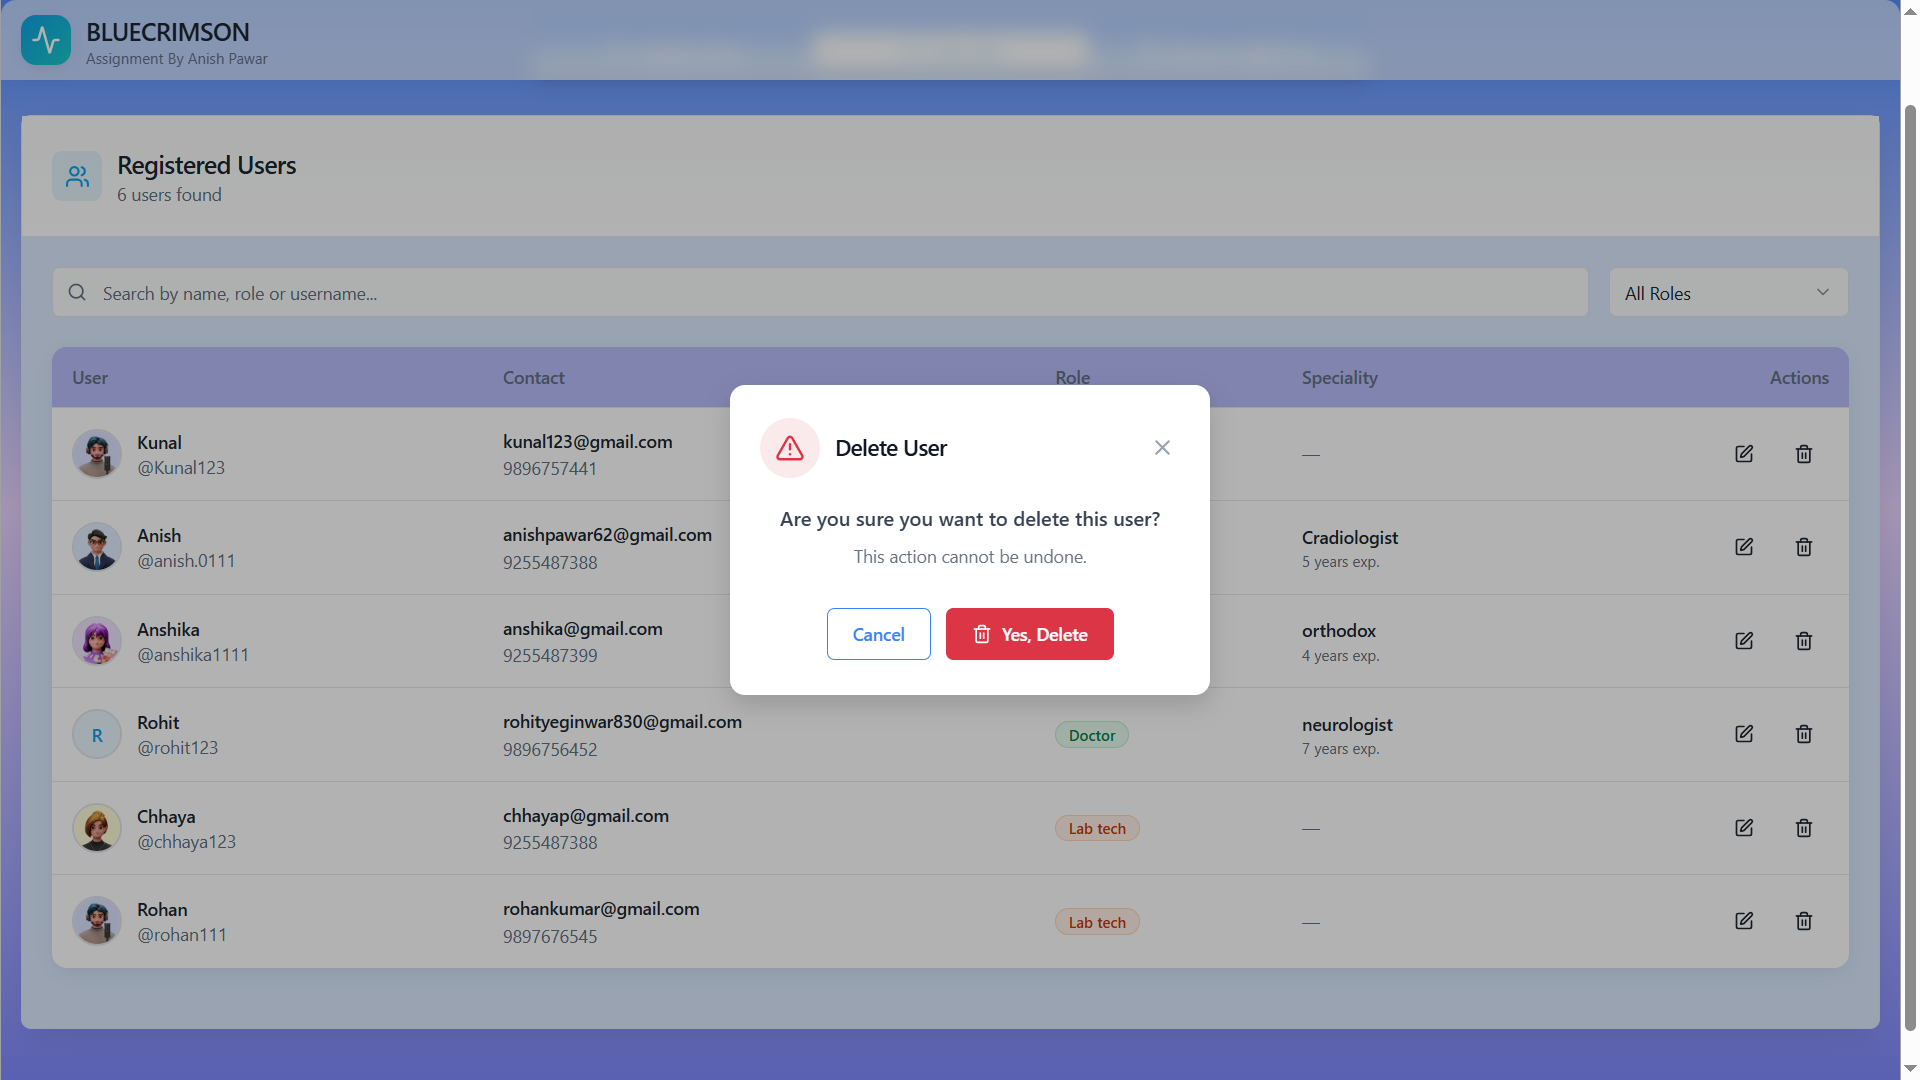 BLUECRIMSON
Assignment By Anish Pawar
Registered Users
6 users found
Search by name, role or username...
All Roles
User Contact Role Speciality Actions
Kunal
@Kunal123
kunal123@gmail.com
9896757441
—
Anish
@anish.0111
anishpawar62@gmail.com
9255487388
Cradiologist
5 years exp.
Anshika
@anshika1111
anshika@gmail.com
9255487399
orthodox
4 years exp.
R
Rohit
@rohit123
rohityeginwar830@gmail.com
9896756452
Doctor
neurologist
7 years exp.
Chhaya
@chhaya123
chhayap@gmail.com
9255487388
Lab tech
—
Rohan
@rohan111
rohankumar@gmail.com
9897676545
Lab tech
—
Delete User
Are you sure you want to delete this user?
This action cannot be undone.
Cancel
Yes, Delete